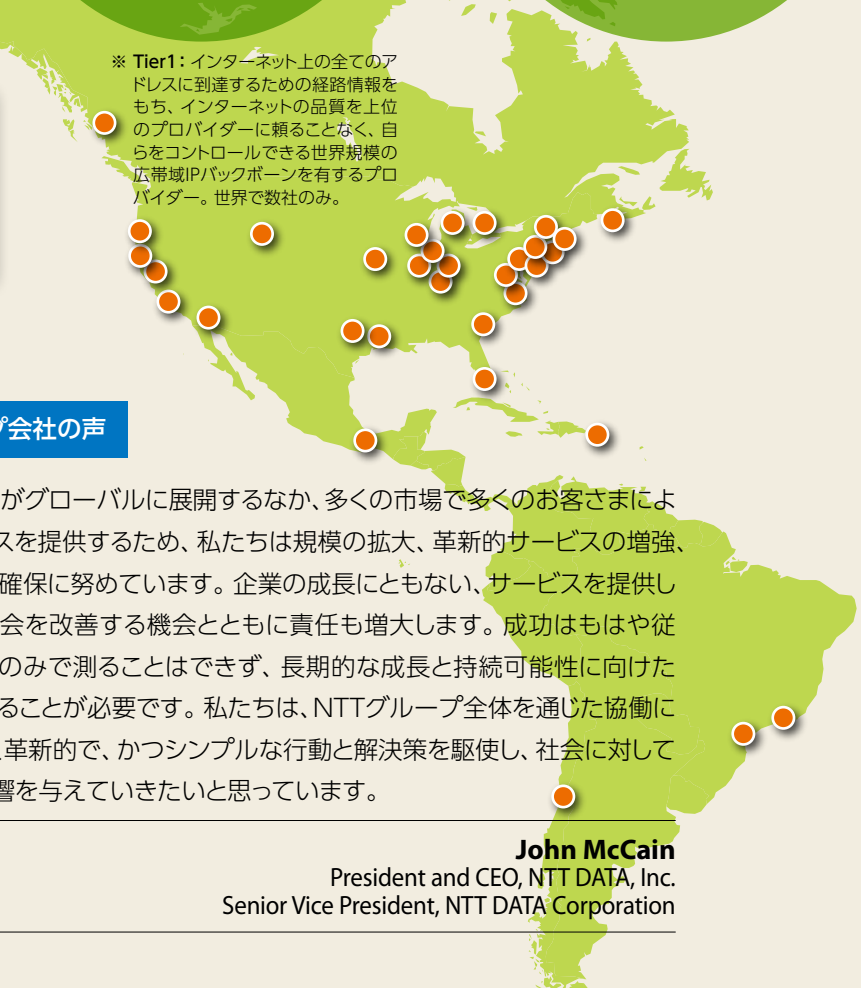 ※ Tier1：インターネット上の全てのア
ドレスに到達するための経路情報を
もち、インターネットの品質を上位
のプロバイダーに頼ることなく、自
らをコントロールできる世界規模の
広帯域IPバックボーンを有するプロ
バイダー。世界で数社のみ。
会社の声
がグローバルに展開するなか、多くの市場で多くのお客さまによ
スを提供するため、私たちは規模の拡大、革新的サービスの増強、
確保に努めています。企業の成長にともない、サービスを提供し
会を改善する機会とともに責任も増大します。成功はもはや従
のみで測ることはできず、長期的な成長と持続可能性に向けた
ることが必要です。私たちは、NTTグループ全体を通じた協働に
、革新的で、かつシンプルな行動と解決策を駆使し、社会に対して
響を与えていきたいと思っています。
John McCain
President and CEO, NTT DATA, Inc.
Senior Vice President, NTT DATA Corporation